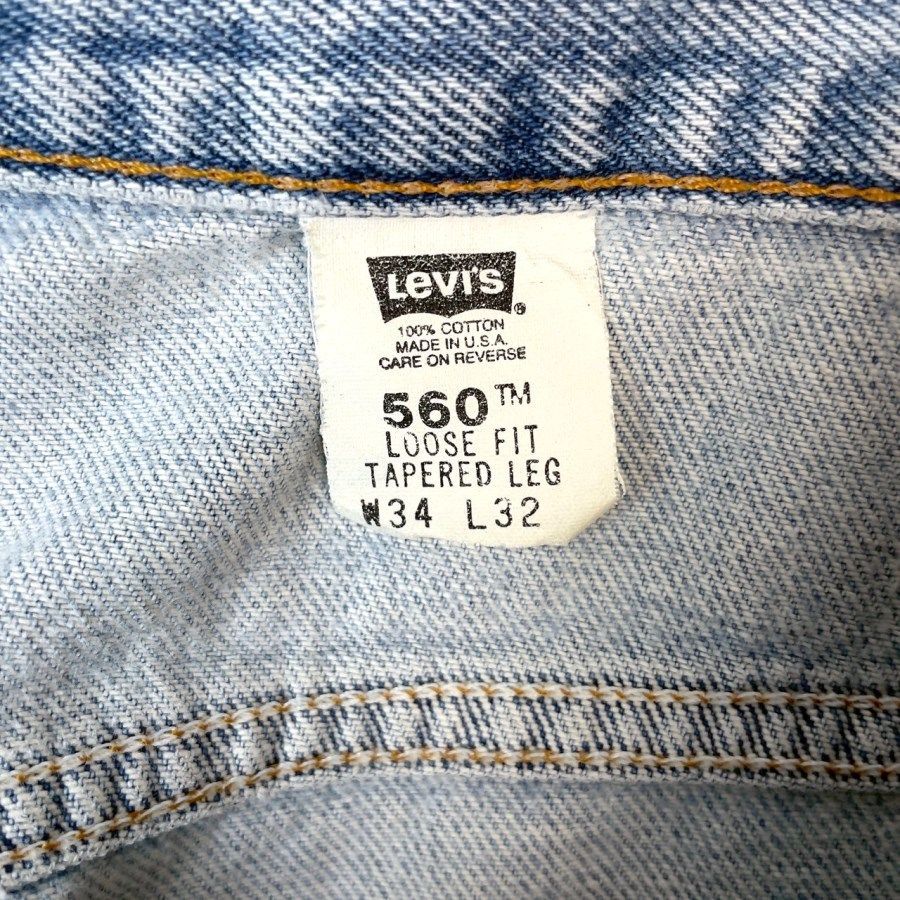 Levi's®
100% COTTON
MADE IN U.S.A.
CARE ON REVERSE
560™
LOOSE FIT
TAPERED LEG
W34 L32